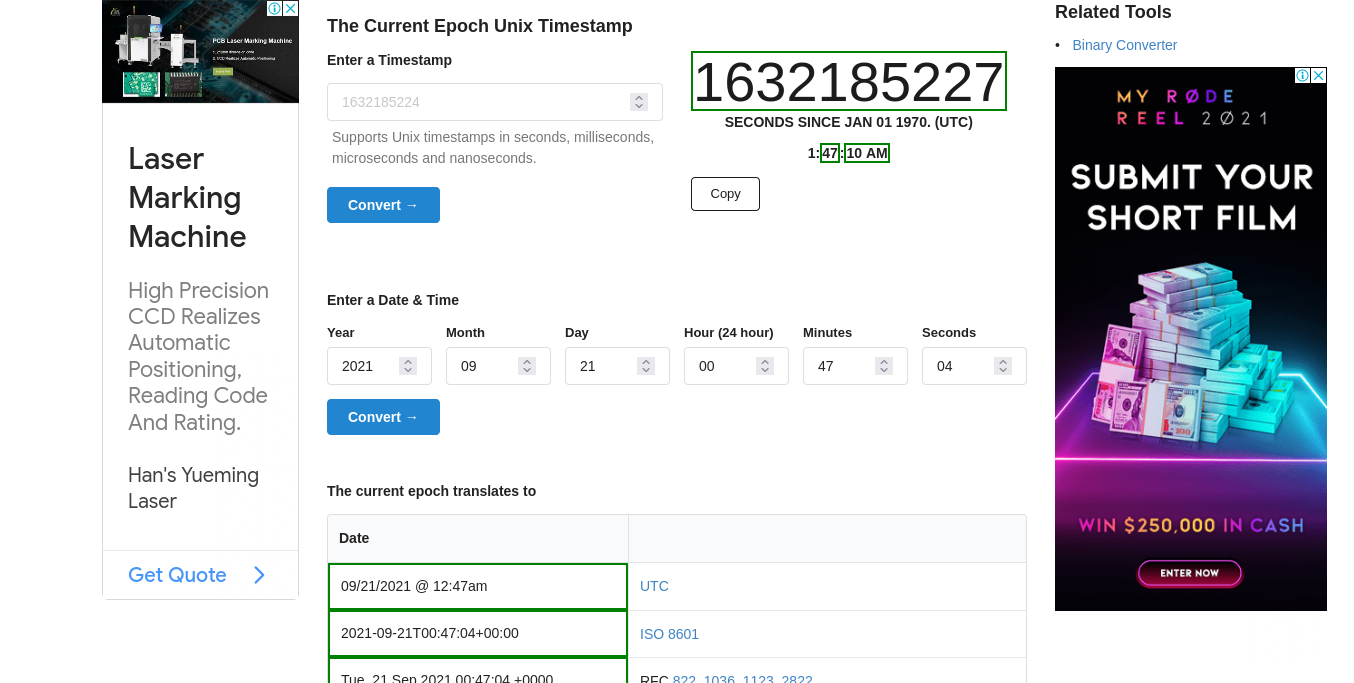 PCB Laser Marking Machine
Laser
Marking
Machine
High Precision
CCD Realizes
Automatic
Positioning,
Reading Code
And Rating.
Han's Yueming
Laser
Get Quote
The Current Epoch Unix Timestamp
Enter a Timestamp
1632185224
Supports Unix timestamps in seconds, milliseconds,
microseconds and nanoseconds.
Convert →
1632185227
SECONDS SINCE JAN 01 1970. (UTC)
1:47:10 AM
Copy
Enter a Date & Time
Year Month Day Hour (24 hour) Minutes Seconds
2021 09 21 00 47 04
Convert →
The current epoch translates to
Date
09/21/2021 @ 12:47am UTC
2021-09-21T00:47:04+00:00 ISO 8601
Tue, 21 Sep 2021 00:47:04 +0000 RFC 822, 1036, 1123, 2822
Related Tools
• Binary Converter
MY RØDE
REEL 2Ø21
SUBMIT YOUR
SHORT FILM
WIN $250,000 IN CASH
ENTER NOW